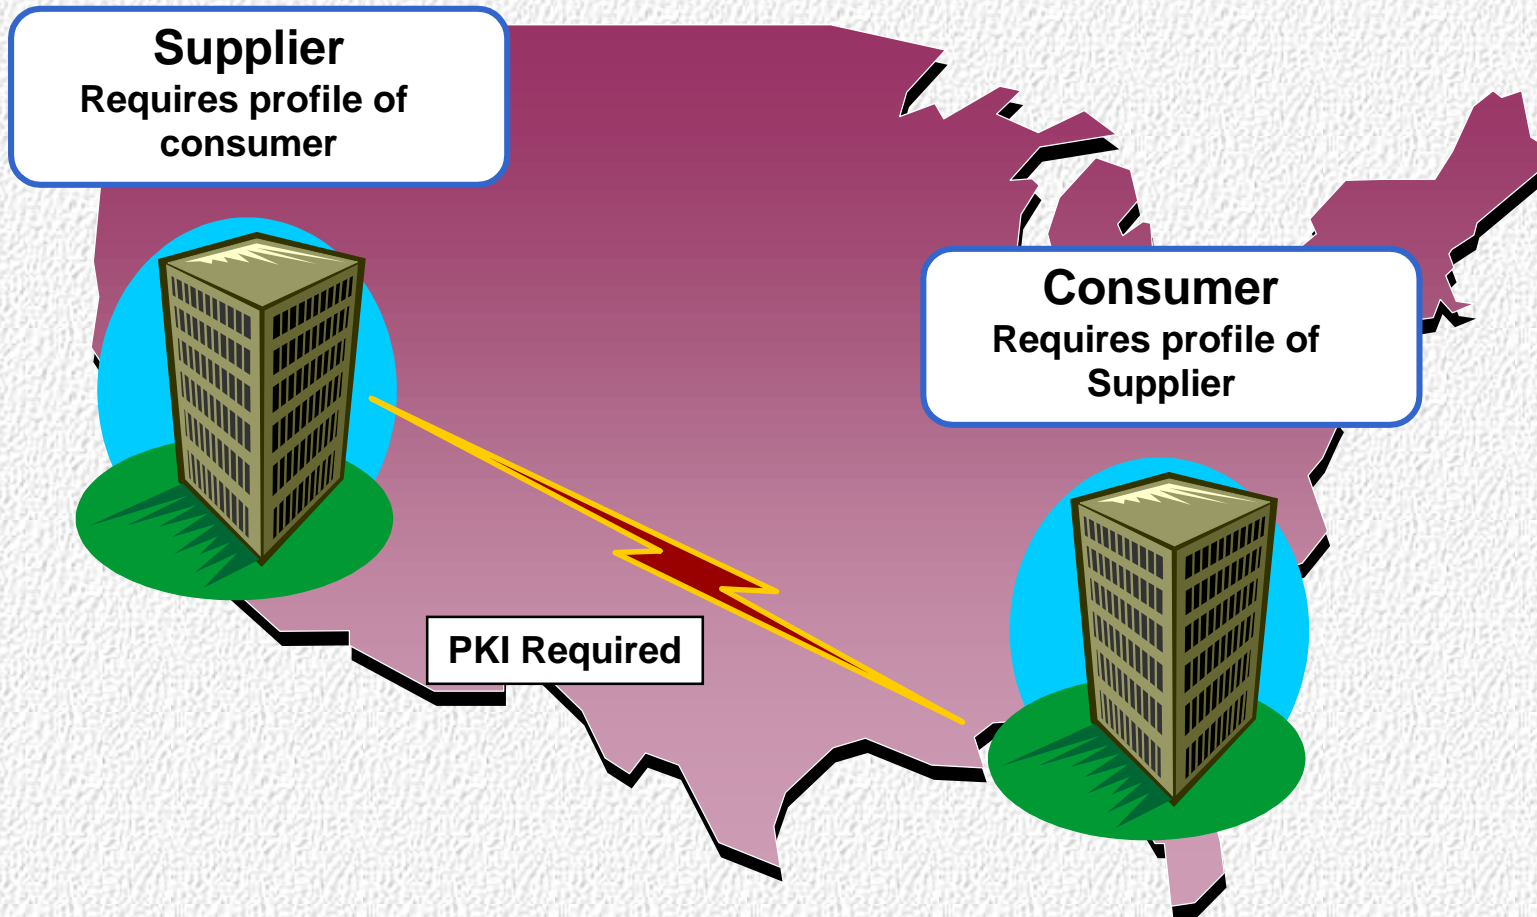 Supplier
Requires profile of
consumer
Consumer
Requires profile of
Supplier
PKI Required